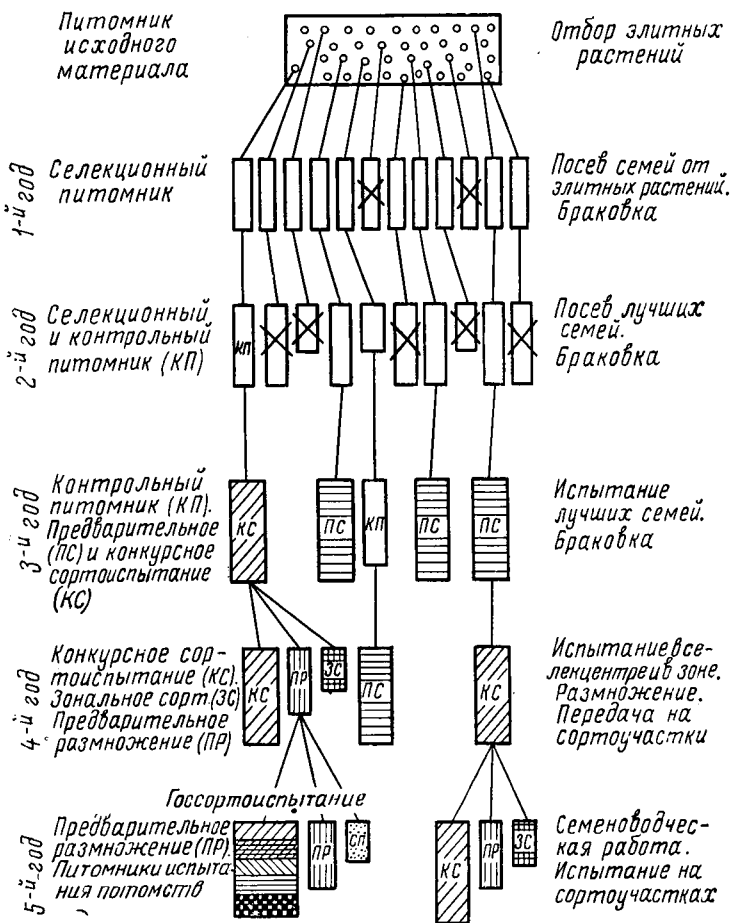 Питомник
исходного
материала
Отбор элитных
растений
1-й год
Селекционный
питомник
Посев семей от
элитных растений.
Браковка
2-й год
Селекционный
и контрольный
питомник (КП)
КП
Посев лучших
семей.
Браковка
3-й год
Контрольный
питомник (КП).
Предварительное
(ПС) и конкурсное
сортоиспытание
(КС)
КС
ПС
КП
ПС
ПС
Испытание
лучших семей.
Браковка
4-й год
Конкурсное сор-
тоиспытание (КС).
Зональное сорт.(ЗС)
Предварительное
размножение (ПР)
КС
ПР
ЗС
ПС
КС
Испытание в се-
ленцентре и в зоне.
Размножение.
Передача на
сортоучастки
Госсортоиспытание
5-й год
Предварительное
размножение (ПР).
Питомники испыта-
ния потомств
ПР
СП
КС
ПР
ЗС
Семеноводчес-
кая работа.
Испытание на
сортоучастках